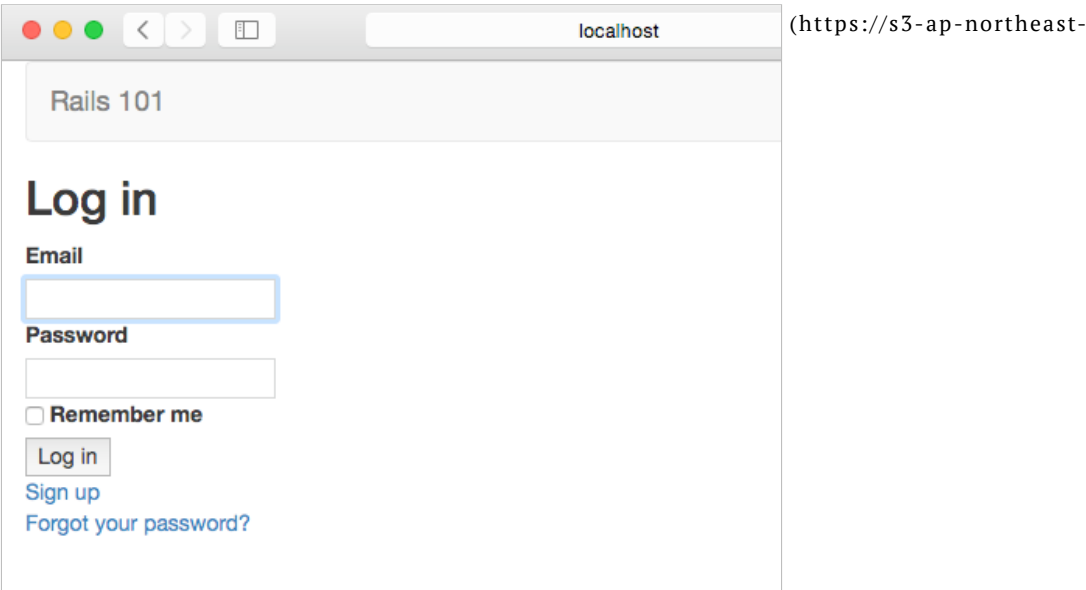 localhost
(https://s3-ap-northeast-
Rails 101
Log in
Email
Password
Remember me
Log in
Sign up
Forgot your password?